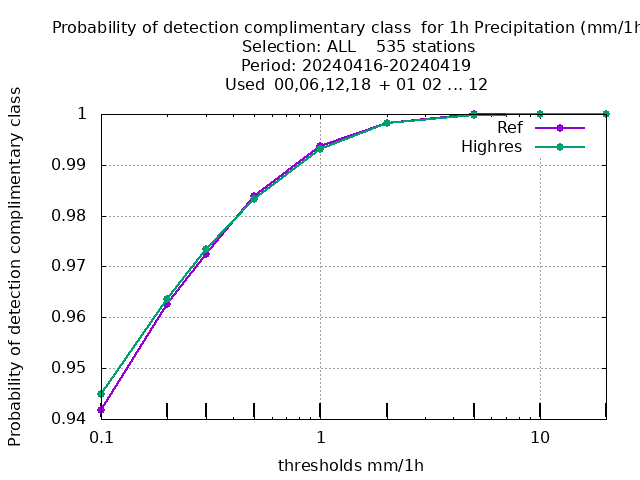 Probability of detection complimentary class for 1h Precipitation (mm/1h
Selection: ALL 535 stations
Period: 20240416-20240419
Used 00,06,12,18 + 01 02 ... 12
Probability of detection complimentary class
1
0.99
0.98
0.97
0.96
0.95
0.94
Ref
Highres
0.1 1 10
thresholds mm/1h